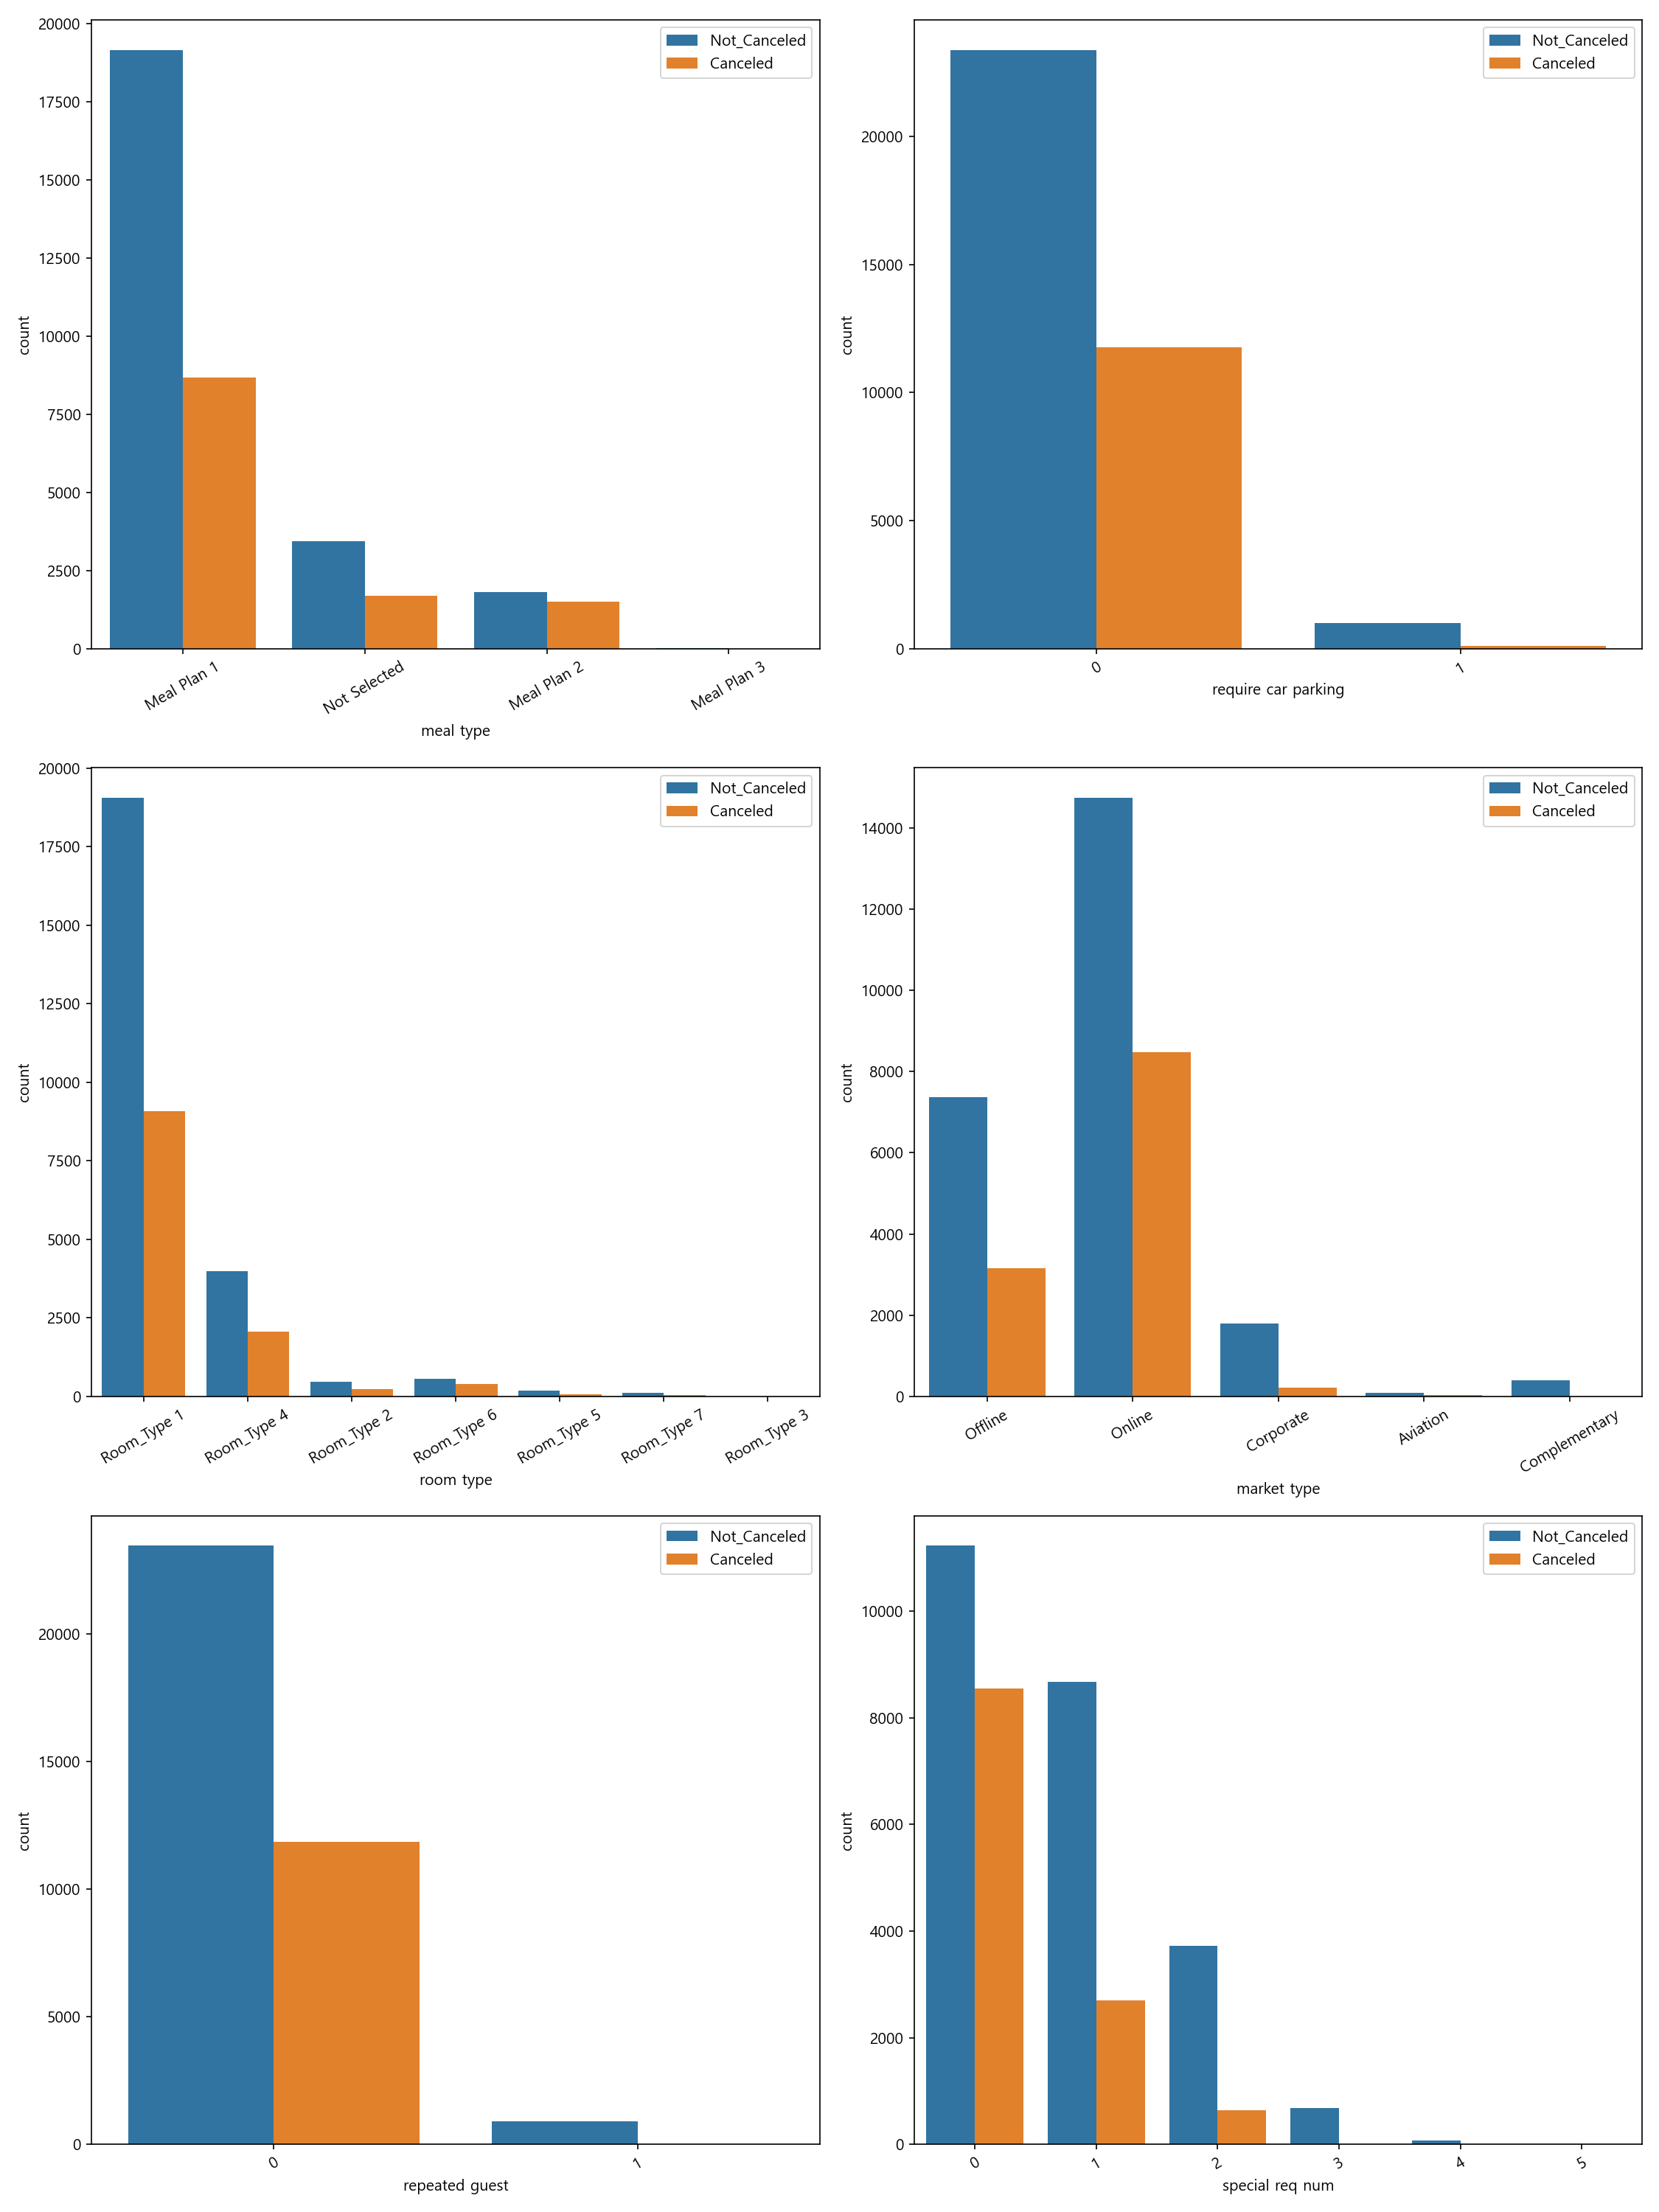 Not_Canceled
Canceled
20000
17500
15000
12500
10000
7500
5000
2500
0
count
Meal Plan 1
Not Selected
Meal Plan 2
Meal Plan 3
meal type
Not_Canceled
Canceled
20000
15000
10000
5000
0
count
0
1
require car parking
Not_Canceled
Canceled
20000
17500
15000
12500
10000
7500
5000
2500
0
count
Room_Type 1
Room_Type 4
Room_Type 2
Room_Type 6
Room_Type 5
Room_Type 7
Room_Type 3
room type
Not_Canceled
Canceled
14000
12000
10000
8000
6000
4000
2000
0
count
Offline
Online
Corporate
Aviation
Complementary
market type
Not_Canceled
Canceled
20000
15000
10000
5000
0
count
0
1
repeated guest
Not_Canceled
Canceled
10000
8000
6000
4000
2000
0
count
0
1
2
3
4
5
special req num